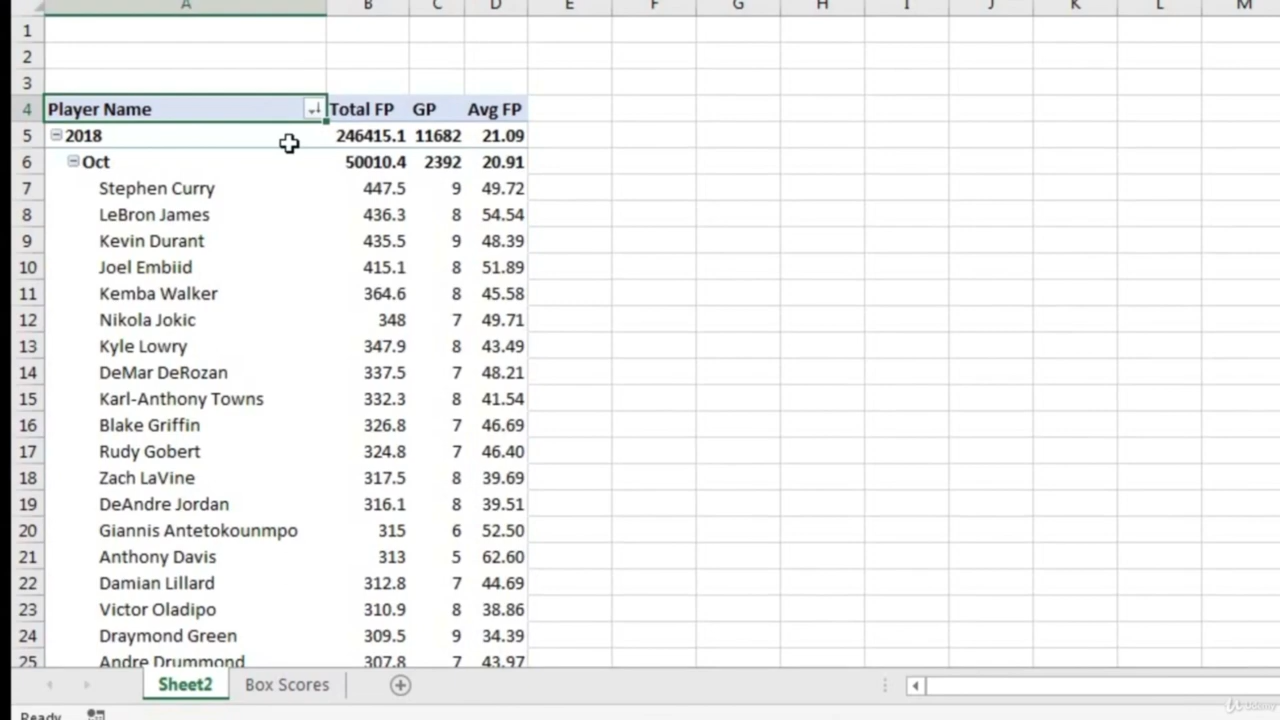 A B C D E F G H I J K L M
1
2
3
4 Player Name Total FP GP Avg FP
5 2018 246415.1 11682 21.09
6 Oct 50010.4 2392 20.91
7 Stephen Curry 447.5 9 49.72
8 LeBron James 436.3 8 54.54
9 Kevin Durant 435.5 9 48.39
10 Joel Embiid 415.1 8 51.89
11 Kemba Walker 364.6 8 45.58
12 Nikola Jokic 348 7 49.71
13 Kyle Lowry 347.9 8 43.49
14 DeMar DeRozan 337.5 7 48.21
15 Karl-Anthony Towns 332.3 8 41.54
16 Blake Griffin 326.8 7 46.69
17 Rudy Gobert 324.8 7 46.40
18 Zach LaVine 317.5 8 39.69
19 DeAndre Jordan 316.1 8 39.51
20 Giannis Antetokounmpo 315 6 52.50
21 Anthony Davis 313 5 62.60
22 Damian Lillard 312.8 7 44.69
23 Victor Oladipo 310.9 8 38.86
24 Draymond Green 309.5 9 34.39
25 Andre Drummond 307.8 7 43.97
Sheet2 Box Scores
Ready
Udemy